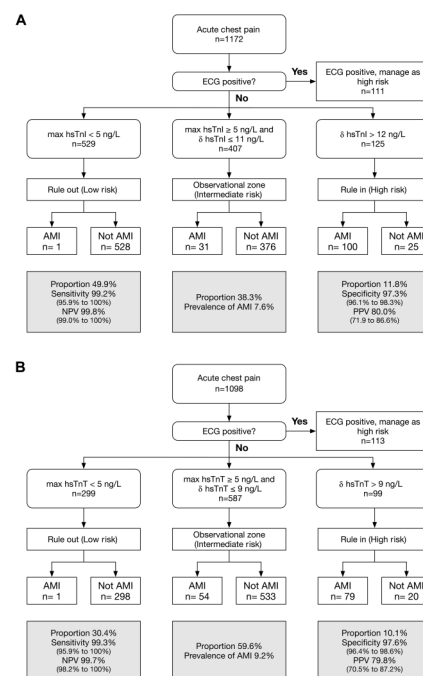 A
Acute chest pain
n=1172
ECG positive?
Yes
ECG positive, manage as
high risk
n=111
No
max hsTnI < 5 ng/L
n=529
max hsTnI ≥ 5 ng/L and
δ hsTnI ≤ 11 ng/L
n=407
δ hsTnI > 12 ng/L
n=125
Rule out (Low risk)
Observational zone
(Intermediate risk)
Rule in (High risk)
AMI
n= 1
Not AMI
n= 528
AMI
n= 31
Not AMI
n= 376
AMI
n= 100
Not AMI
n= 25
Proportion 49.9%
Sensitivity 99.2%
(95.9% to 100%)
NPV 99.8%
(99.0% to 100%)
Proportion 38.3%
Prevalence of AMI 7.6%
Proportion 11.8%
Specificity 97.3%
(96.1% to 98.3%)
PPV 80.0%
(71.9 to 86.6%)
B
Acute chest pain
n=1098
ECG positive?
Yes
ECG positive, manage as
high risk
n=113
No
max hsTnT < 5 ng/L
n=299
max hsTnT ≥ 5 ng/L and
δ hsTnT ≤ 9 ng/L
n=587
δ hsTnT > 9 ng/L
n=99
Rule out (Low risk)
Observational zone
(Intermediate risk)
Rule in (High risk)
AMI
n= 1
Not AMI
n= 298
AMI
n= 54
Not AMI
n= 533
AMI
n= 79
Not AMI
n= 20
Proportion 30.4%
Sensitivity 99.3%
(95.9% to 100%)
NPV 99.7%
(98.2% to 100%)
Proportion 59.6%
Prevalence of AMI 9.2%
Proportion 10.1%
Specificity 97.6%
(96.4% to 98.6%)
PPV 79.8%
(70.5% to 87.2%)